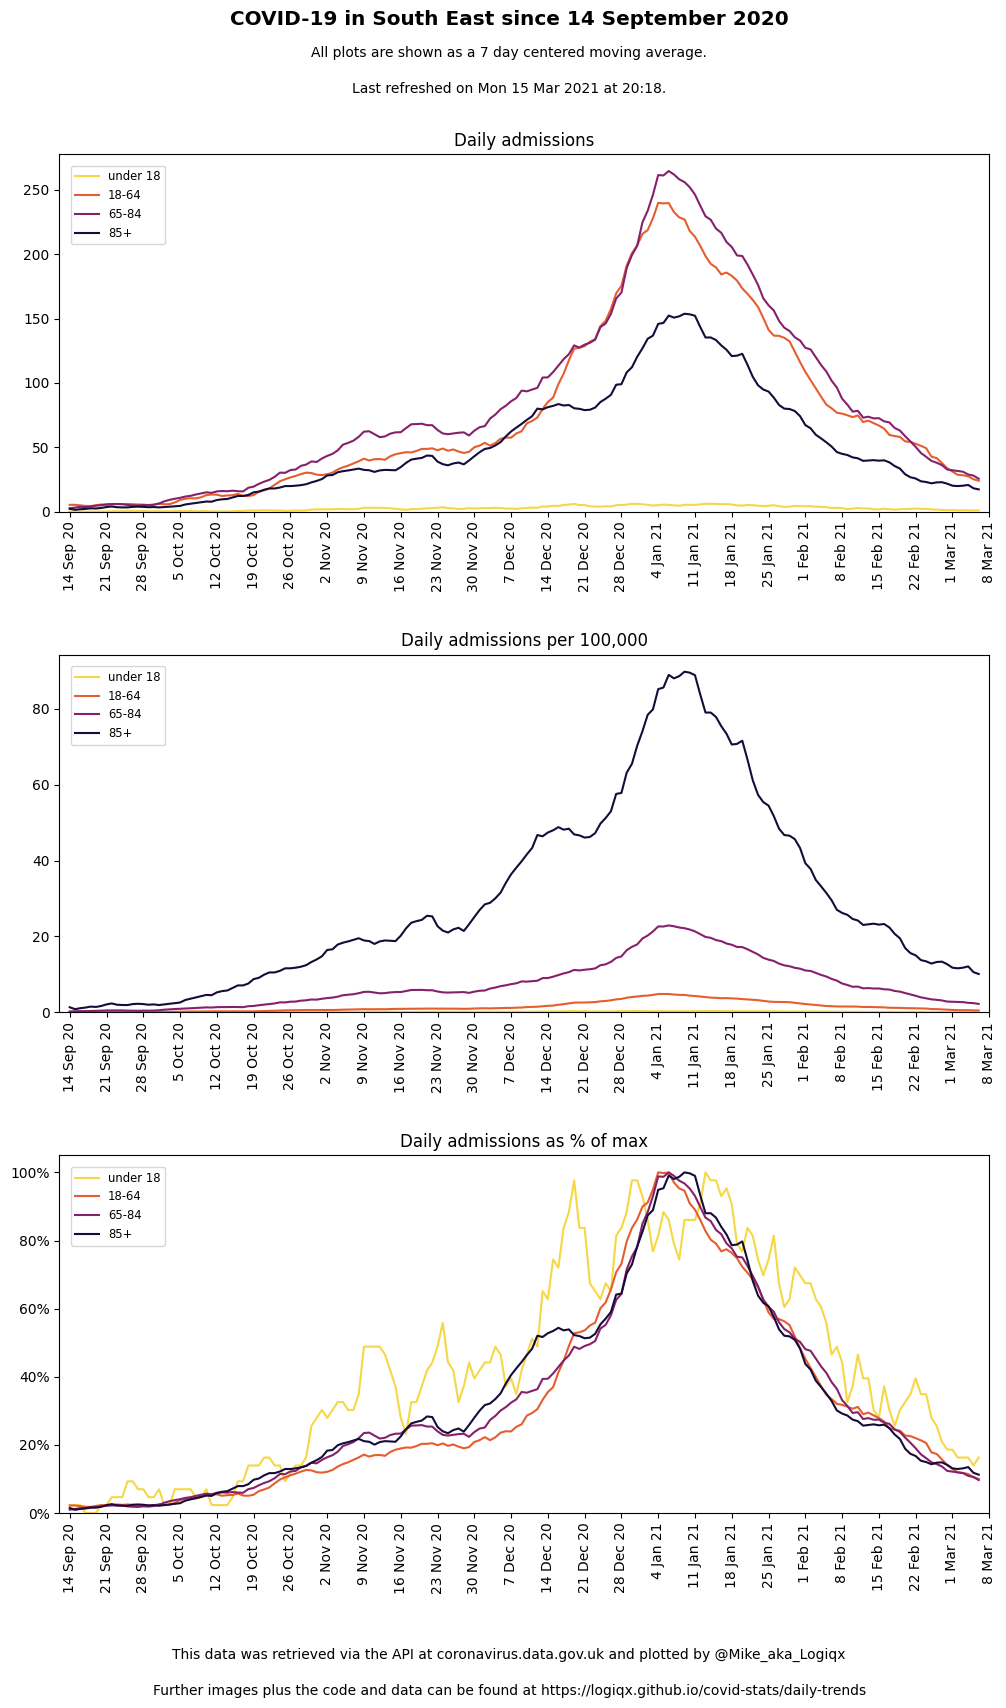 COVID-19 in South East since 14 September 2020
All plots are shown as a 7 day centered moving average.
Last refreshed on Mon 15 Mar 2021 at 20:18.
Daily admissions
under 18
18-64
65-84
85+
250
200
150
100
50
0
14 Sep 20 21 Sep 20 28 Sep 20 5 Oct 20 12 Oct 20 19 Oct 20 26 Oct 20 2 Nov 20 9 Nov 20 16 Nov 20 23 Nov 20 30 Nov 20 7 Dec 20 14 Dec 20 21 Dec 20 28 Dec 20 4 Jan 21 11 Jan 21 18 Jan 21 25 Jan 21 1 Feb 21 8 Feb 21 15 Feb 21 22 Feb 21 1 Mar 21 8 Mar 21
Daily admissions per 100,000
under 18
18-64
65-84
85+
80
60
40
20
0
14 Sep 20 21 Sep 20 28 Sep 20 5 Oct 20 12 Oct 20 19 Oct 20 26 Oct 20 2 Nov 20 9 Nov 20 16 Nov 20 23 Nov 20 30 Nov 20 7 Dec 20 14 Dec 20 21 Dec 20 28 Dec 20 4 Jan 21 11 Jan 21 18 Jan 21 25 Jan 21 1 Feb 21 8 Feb 21 15 Feb 21 22 Feb 21 1 Mar 21 8 Mar 21
Daily admissions as % of max
under 18
18-64
65-84
85+
100%
80%
60%
40%
20%
0%
14 Sep 20 21 Sep 20 28 Sep 20 5 Oct 20 12 Oct 20 19 Oct 20 26 Oct 20 2 Nov 20 9 Nov 20 16 Nov 20 23 Nov 20 30 Nov 20 7 Dec 20 14 Dec 20 21 Dec 20 28 Dec 20 4 Jan 21 11 Jan 21 18 Jan 21 25 Jan 21 1 Feb 21 8 Feb 21 15 Feb 21 22 Feb 21 1 Mar 21 8 Mar 21
This data was retrieved via the API at coronavirus.data.gov.uk and plotted by @Mike_aka_Logiqx
Further images plus the code and data can be found at https://logiqx.github.io/covid-stats/daily-trends